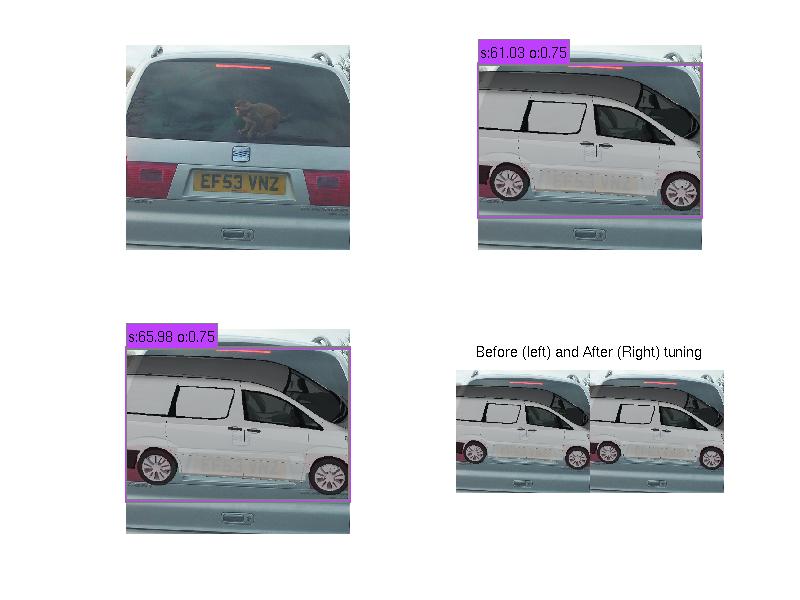 s:61.03 o:0.75
EF53 VNZ
s:65.98 o:0.75
Before (left) and After (Right) tuning